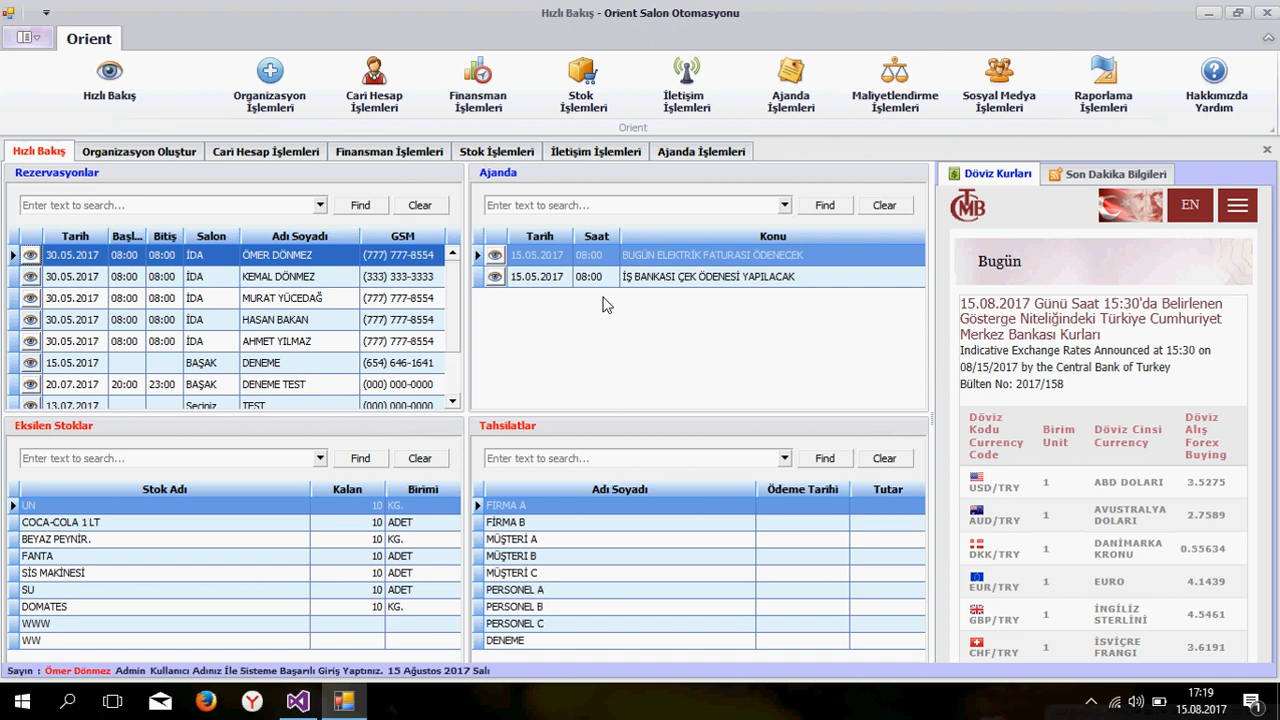 Hızlı Bakış - Orient Salon Otomasyonu
Orient
Hızlı Bakış
Organizasyon İşlemleri
Cari Hesap İşlemleri
Finansman İşlemleri
Stok İşlemleri
İletişim İşlemleri
Ajanda İşlemleri
Maliyetlendirme İşlemleri
Sosyal Medya İşlemleri
Raporlama İşlemleri
Hakkımızda Yardım
Orient
Hızlı Bakış Organizasyon Oluştur Cari Hesap İşlemleri Finansman İşlemleri Stok İşlemleri İletişim İşlemleri Ajanda İşlemleri
Rezervasyonlar
Enter text to search... Find Clear
Tarih Başl... Bitiş Salon Adı Soyadı GSM
30.05.2017 08:00 08:00 İDA ÖMER DÖNMEZ (777) 777-8554
30.05.2017 08:00 08:00 İDA KEMAL DÖNMEZ (333) 333-3333
30.05.2017 08:00 08:00 İDA MURAT YÜCEDAĞ (777) 777-8554
30.05.2017 08:00 08:00 İDA HASAN BAKAN (777) 777-8554
30.05.2017 08:00 08:00 İDA AHMET YILMAZ (777) 777-8554
15.05.2017 BAŞAK DENEME (654) 646-1641
20.07.2017 20:00 23:00 BAŞAK DENEME TEST (000) 000-0000
13.07.2017 Seçiniz TEST (000) 000-0000
Ajanda
Enter text to search... Find Clear
Tarih Saat Konu
15.05.2017 08:00 BUGÜN ELEKTRİK FATURASI ÖDENECEK
15.05.2017 08:00 İŞ BANKASI ÇEK ÖDENESİ YAPILACAK
Eksilen Stoklar
Enter text to search... Find Clear
Stok Adı Kalan Birimi
UN 10 KG.
COCA-COLA 1 LT 10 ADET
BEYAZ PEYNİR. 10 KG.
FANTA 10 ADET
SİS MAKİNESİ 10 ADET
SU 10 ADET
DOMATES 10 KG.
WWW
WW
Tahsilatlar
Enter text to search... Find Clear
Adı Soyadı Ödeme Tarihi Tutar
FİRMA A
FİRMA B
MÜŞTERİ A
MÜŞTERI B
MÜŞTERİ C
PERSONEL A
PERSONEL B
PERSONEL C
DENEME
Döviz Kurları Son Dakika Bilgileri
TCMB EN
Bugün
15.08.2017 Günü Saat 15:30'da Belirlenen
Gösterge Niteliğindeki Türkiye Cumhuriyet
Merkez Bankası Kurları
Indicative Exchange Rates Announced at 15:30 on
08/15/2017 by the Central Bank of Turkey
Bülten No: 2017/158
Döviz Kodu Currency Code
Birim Unit
Döviz Cinsi Currency
Döviz Alış Forex Buying
USD/TRY 1 ABD DOLARI 3.5275
AUD/TRY 1 AVUSTRALYA DOLARI 2.7589
DKK/TRY 1 DANİMARKA KRONU 0.55634
EUR/TRY 1 EURO 4.1439
GBP/TRY 1 İNGİLİZ STERLİNİ 4.5461
CHF/TRY 1 İSVİÇRE FRANGI 3.6191
Sayın : Ömer Dönmez Admin Kullanıcı Adınız İle Sisteme Başarılı Giriş Yaptınız. 15 Ağustos 2017 Salı
17:19
15.08.2017
1